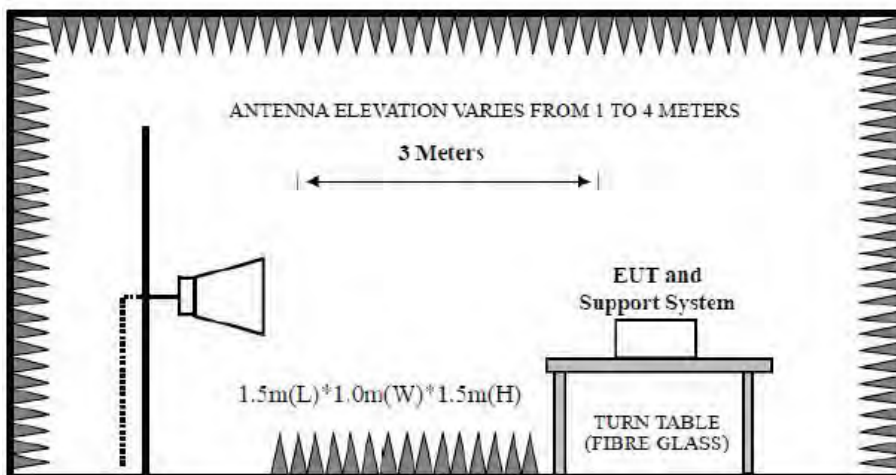 ANTENNA ELEVATION VARIES FROM 1 TO 4 METERS
3 Meters
EUT and
Support System
1.5m(L)*1.0m(W)*1.5m(H)
TURN TABLE
(FIBRE GLASS)